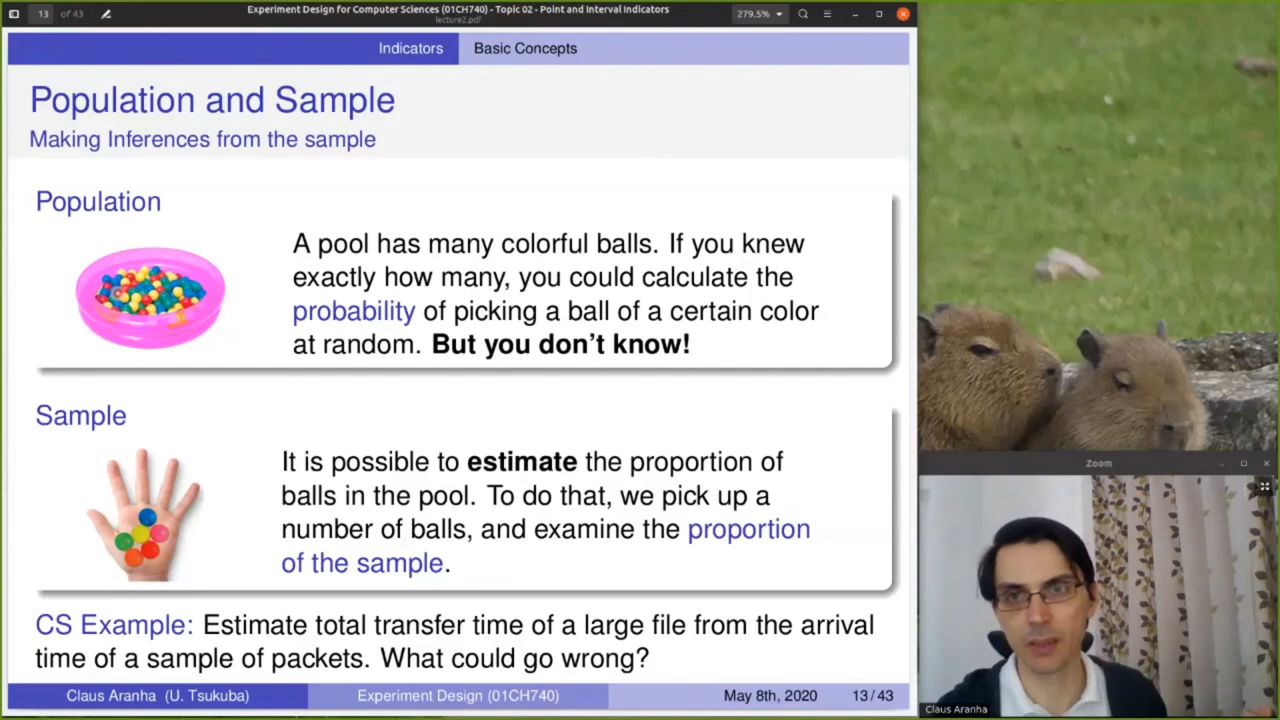 13 of 43
Experiment Design for Computer Sciences (01CH740) - Topic 02 - Point and Interval Indicators
lecture2.pdf
279.5%
Indicators Basic Concepts
Population and Sample
Making Inferences from the sample
Population
A pool has many colorful balls. If you knew
exactly how many, you could calculate the
probability of picking a ball of a certain color
at random. But you don't know!
Sample
It is possible to estimate the proportion of
balls in the pool. To do that, we pick up a
number of balls, and examine the proportion
of the sample.
CS Example: Estimate total transfer time of a large file from the arrival
time of a sample of packets. What could go wrong?
Claus Aranha (U. Tsukuba) Experiment Design (01CH740) May 8th, 2020 13 / 43
Zoom
Claus Aranha